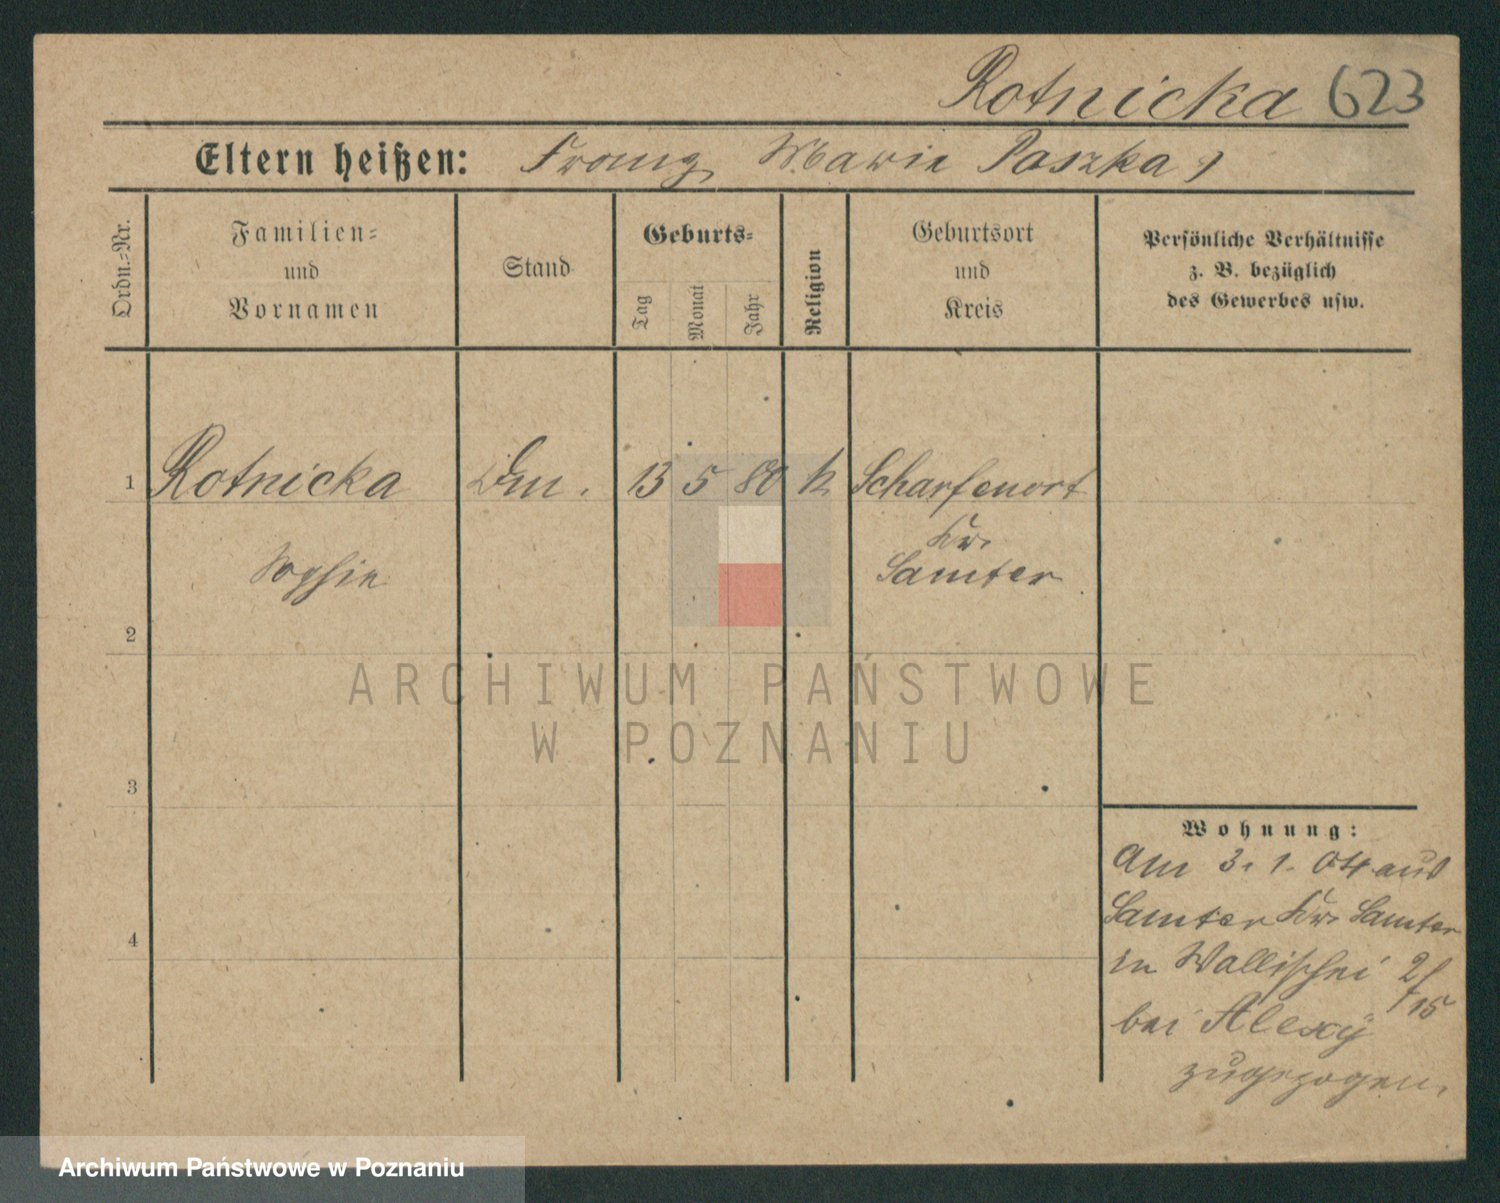 Rotnicka 623
Eltern heißen: Franz, Marie Paszka
Ordn.-Nr.
Familien- und Vornamen
Stand
Geburts-
Tag
Monat
Jahr
Religion
Geburtsort und Kreis
Persönliche Verhältnisse
z. B. bezüglich
des Gewerbes usw.
1 Rotnicka Dm. 13 5 80 k Scharfenort
Kr.
Sophie Samter
2
3
4
Wohnung:
Am 3. 1. 04 aus
Samter Kr. Samter
in Wallischei 2/15
bei Alexy
zugezogen.
ARCHIWUM PAŃSTWOWE
W POZNANIU
Archiwum Państwowe w Poznaniu